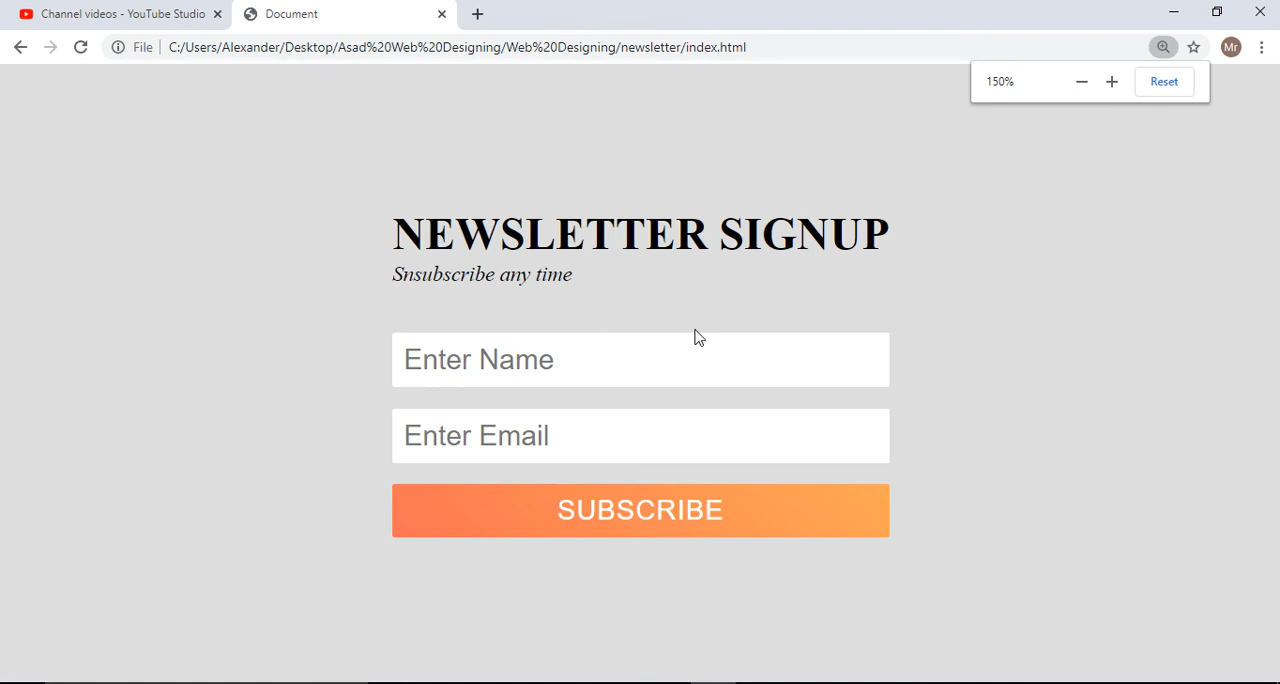 Channel videos - YouTube Studio
Document
File
C:/Users/Alexander/Desktop/Asad%20Web%20Designing/Web%20Designing/newsletter/index.html
Mr
150%
Reset
NEWSLETTER SIGNUP
Snsubscribe any time
Enter Name
Enter Email
SUBSCRIBE